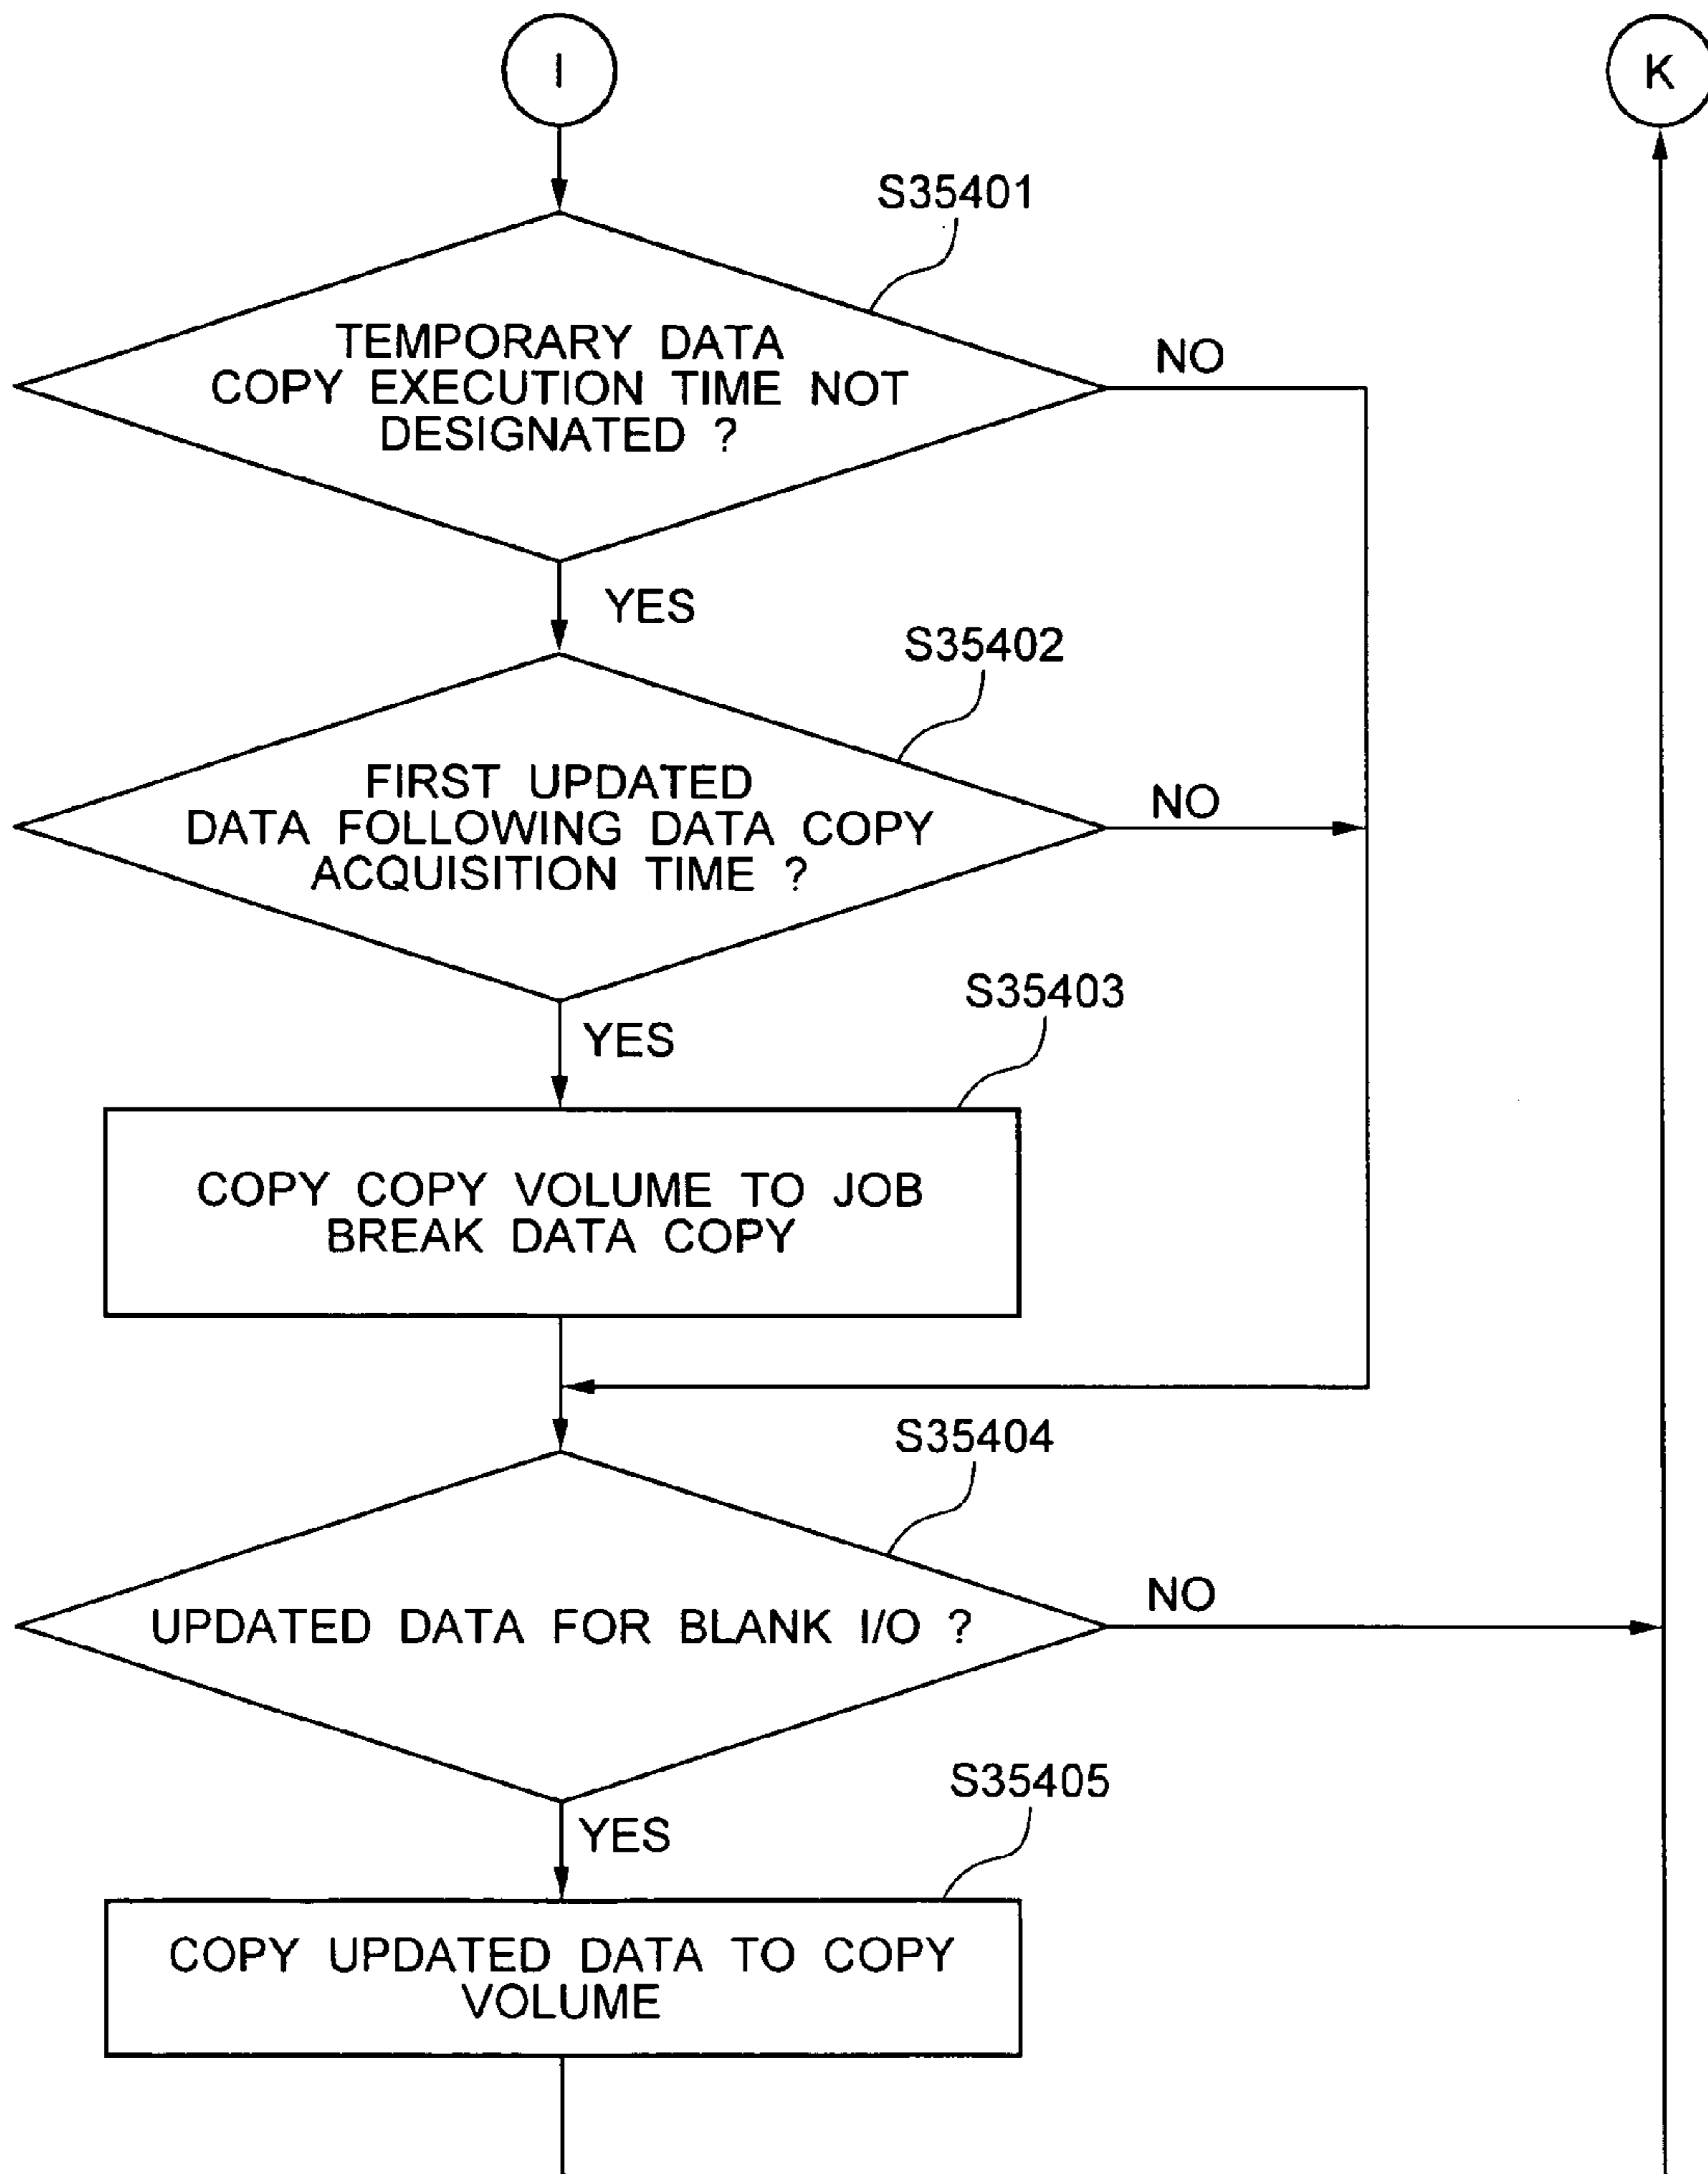 I
K
S35401
TEMPORARY DATA
COPY EXECUTION TIME NOT
DESIGNATED ?
NO
YES
S35402
FIRST UPDATED
DATA FOLLOWING DATA COPY
ACQUISITION TIME ?
NO
YES
S35403
COPY COPY VOLUME TO JOB
BREAK DATA COPY
S35404
UPDATED DATA FOR BLANK I/O ?
NO
YES
S35405
COPY UPDATED DATA TO COPY
VOLUME